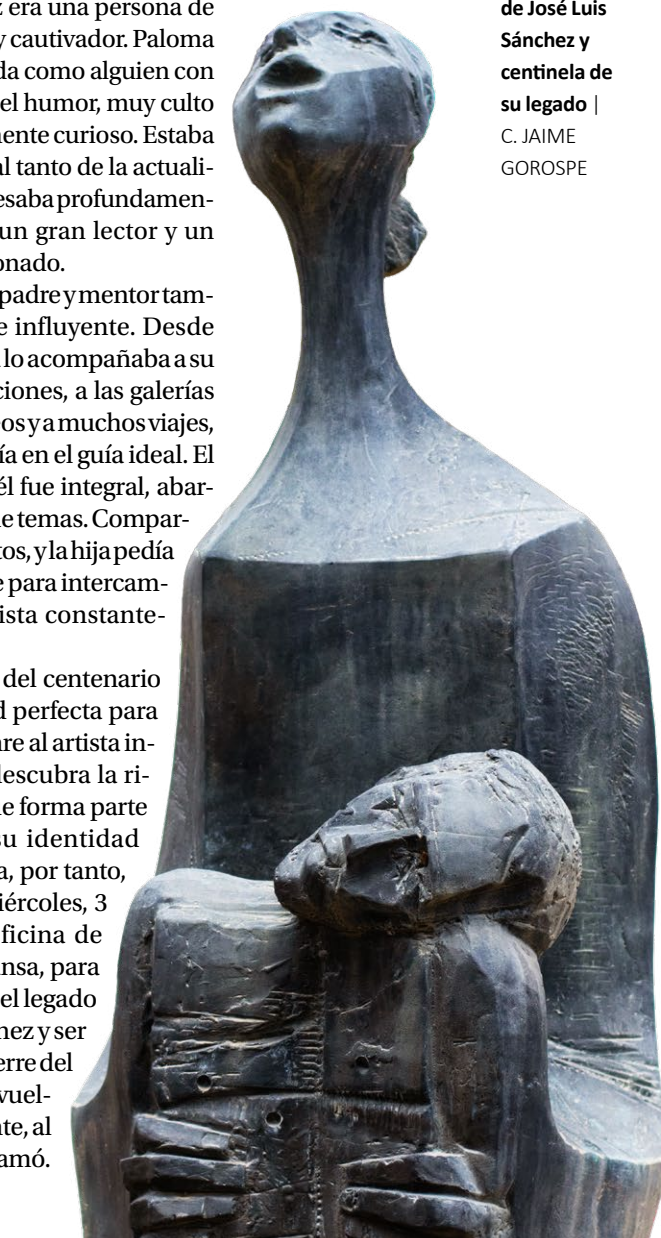 z era una persona de
y cautivador. Paloma
da como alguien con
el humor, muy culto
mente curioso. Estaba
al tanto de la actuali-
esaba profundamen-
un gran lector y un
onado.
padre y mentor tam-
e influyente. Desde
lo acompañaba a su
ciones, a las galerías
os y a muchos viajes,
ía en el guía ideal. El
él fue integral, abar-
e temas. Compar-
tos, y la hija pedía
e para intercam-
ista constante-
del centenario
d perfecta para
re al artista in-
descubra la ri-
e forma parte
su identidad
a, por tanto,
iércoles, 3
ficina de
nsa, para
el legado
nez y ser
erre del
vuel-
te, al
amó.
de José Luis
Sánchez y
centinela de
su legado |
C. JAIME
GOROSPE